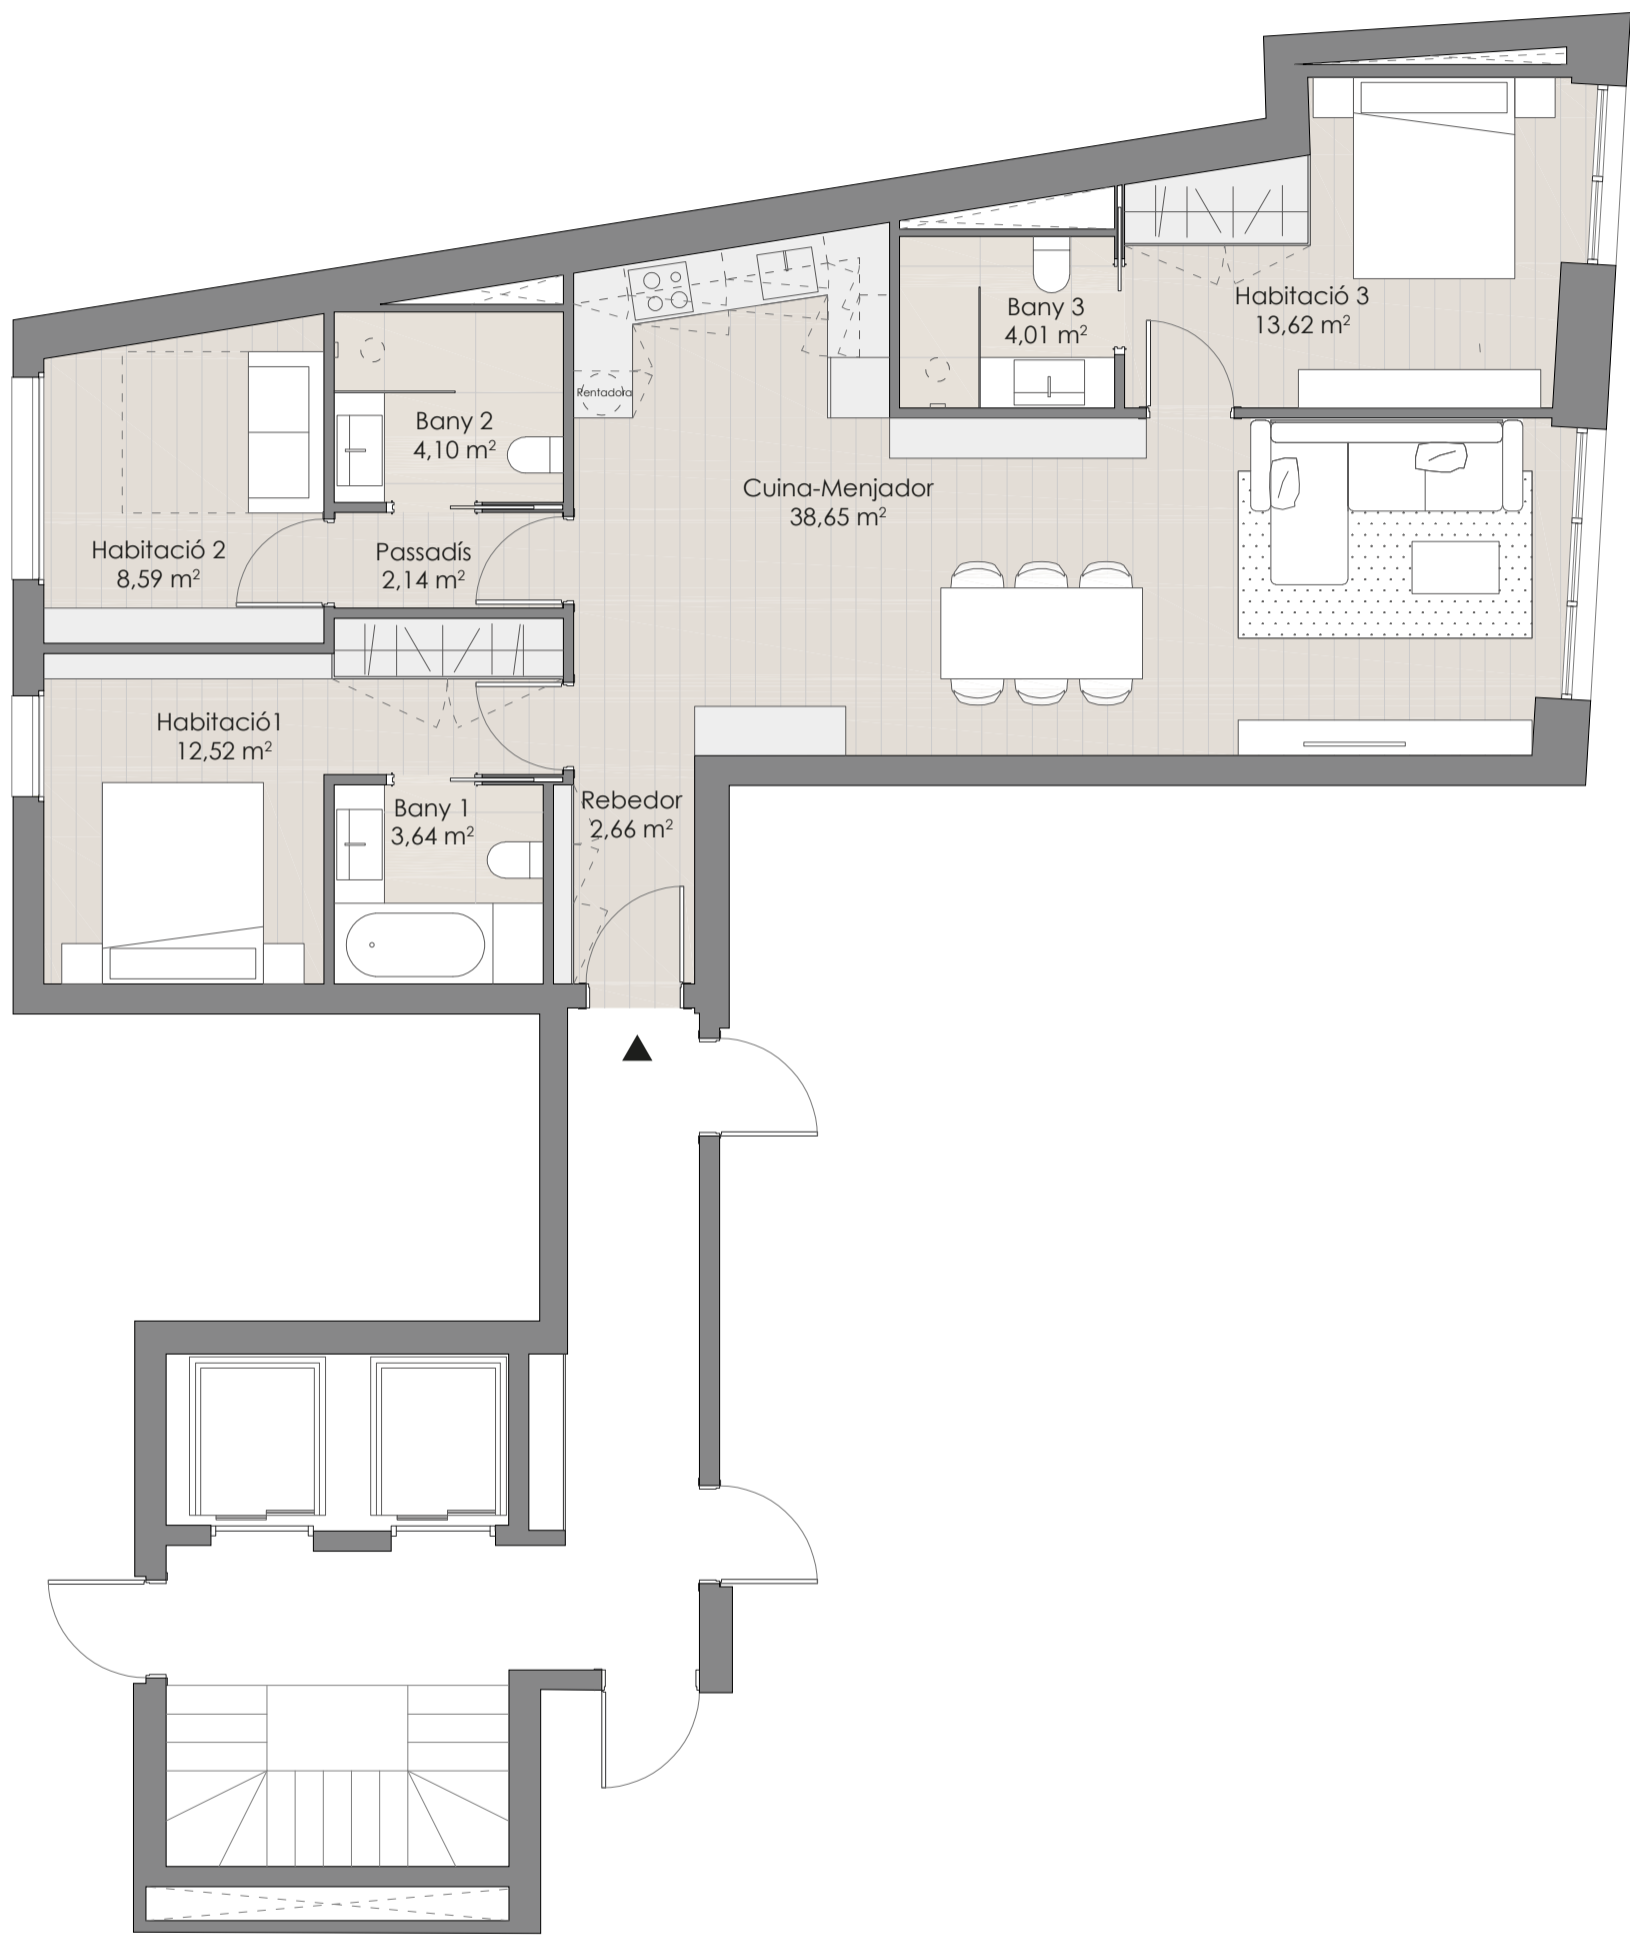 Habitació 3
13,62 m²
Bany 3
4,01 m²
Rentadora
Bany 2
4,10 m²
Cuina-Menjador
38,65 m²
Habitació 2
8,59 m²
Passadís
2,14 m²
Habitació1
12,52 m²
Bany 1
3,64 m²
Rebedor
2,66 m²